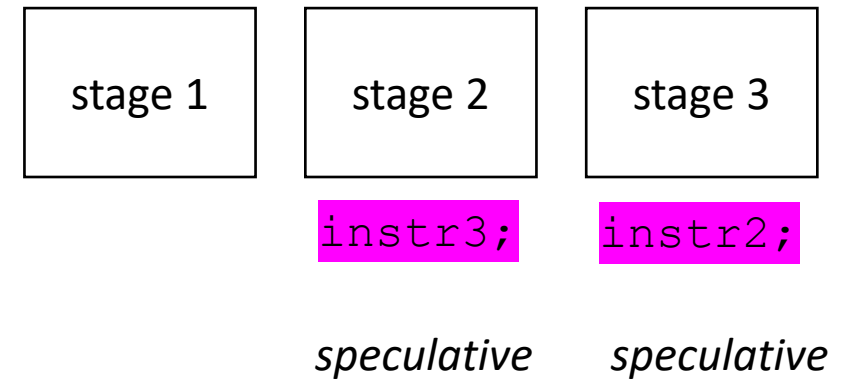 stage 1 stage 2 stage 3
instr3; instr2;
speculative speculative